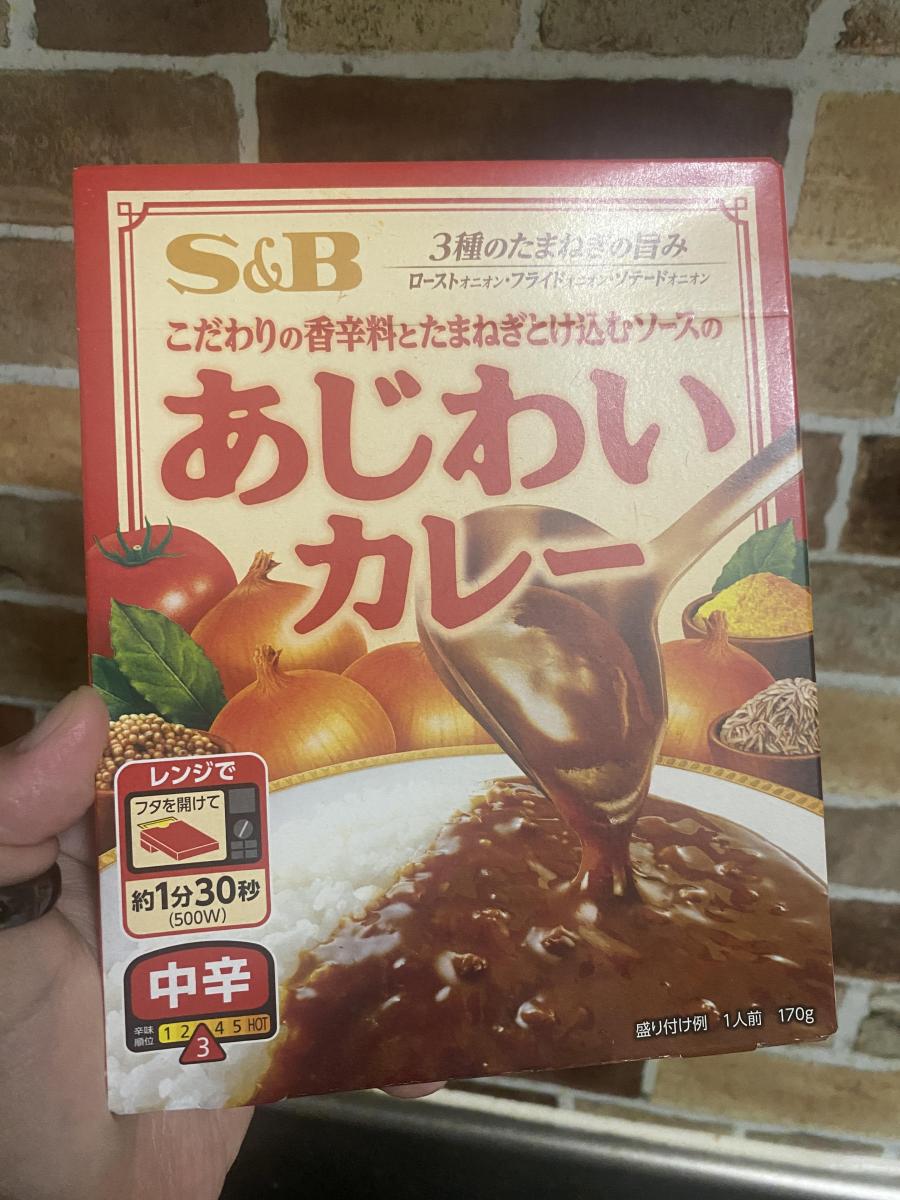 S&B
3種のたまねぎの旨み
ローストオニオン・フライドオニオン・ソテードオニオン
こだわりの香辛料とたまねぎとけ込むソースの
あじわい
カレー
レンジで
フタを開けて
約1分30秒
(500W)
中辛
辛味順位 1 2 3 4 5 HOT
盛り付け例 1人前 170g